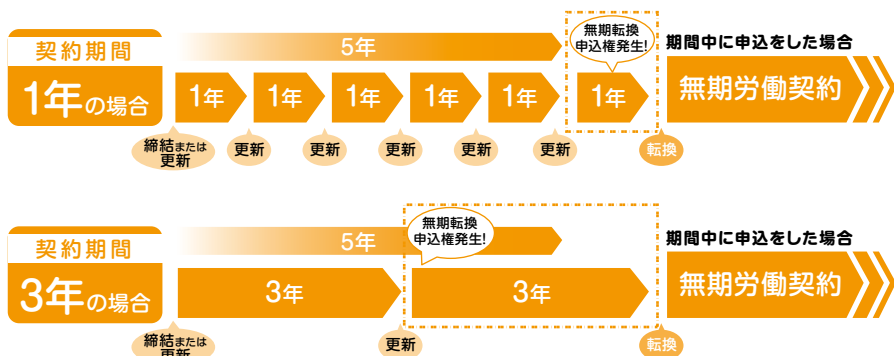 契約期間
1年の場合
5年
無期転換
申込権発生!
期間中に申込をした場合
1年
1年
1年
1年
1年
1年
無期労働契約
締結または
更新
更新
更新
更新
更新
更新
転換
契約期間
3年の場合
5年
無期転換
申込権発生!
期間中に申込をした場合
3年
3年
無期労働契約
締結または
更新
更新
転換